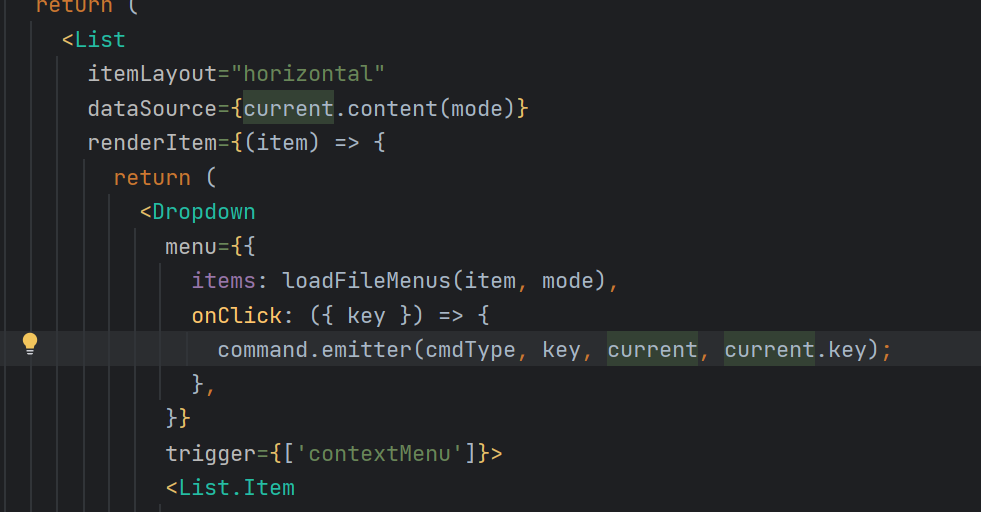 return (
<List
itemLayout="horizontal"
dataSource={current.content(mode)}
renderItem={(item) => {
return (
<Dropdown
menu={{
items: loadFileMenus(item, mode),
onClick: ({ key }) => {
command.emitter(cmdType, key, current, current.key);
},
}}
trigger={['contextMenu']}>
<List.Item